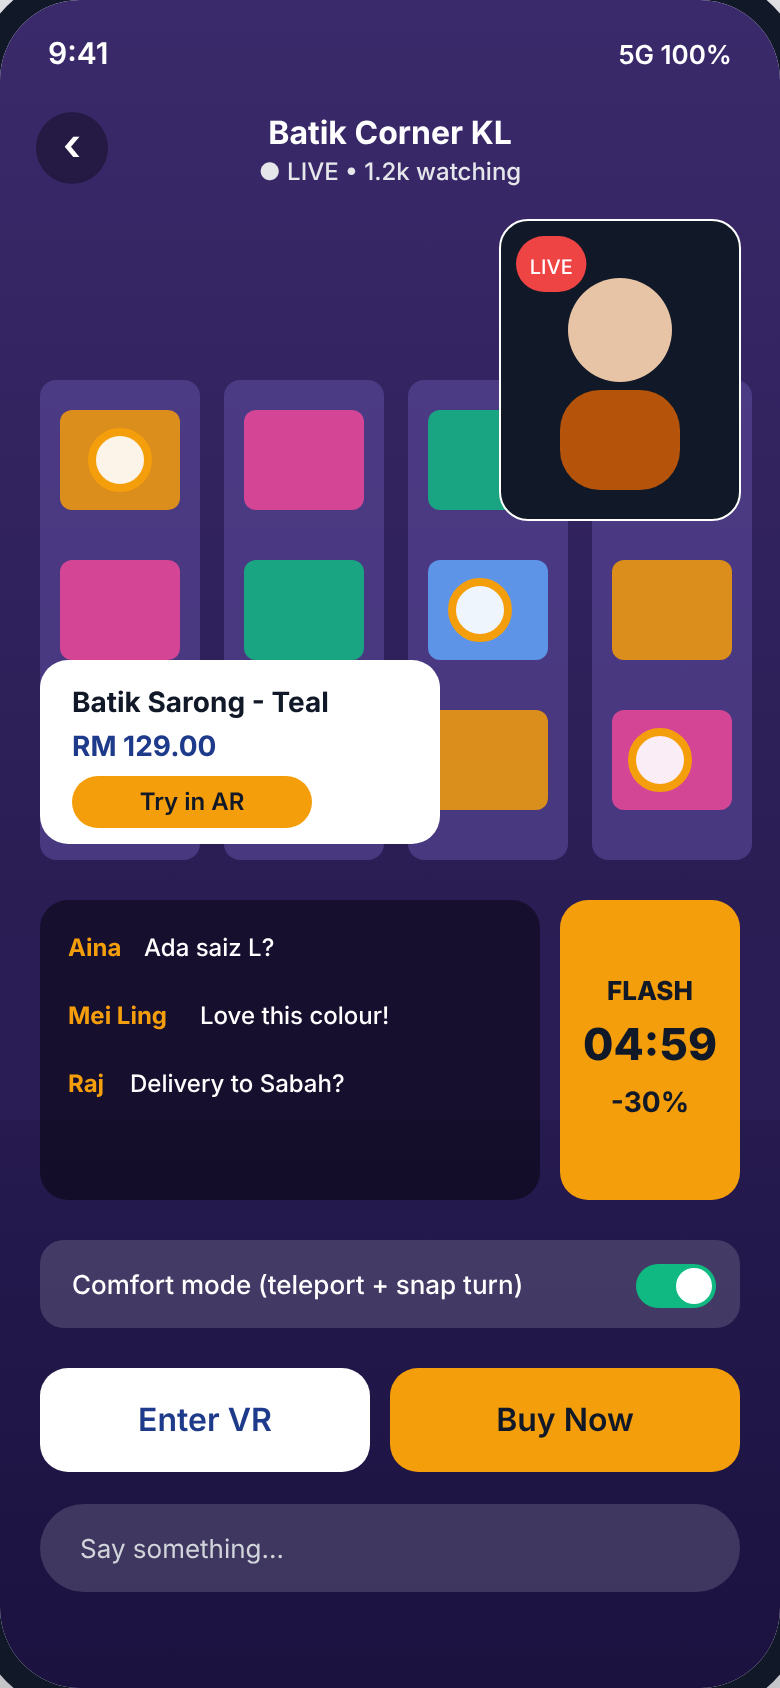 9:41
5G 100%
‹
Batik Corner KL
LIVE • 1.2k watching
LIVE
Batik Sarong - Teal
RM 129.00
Try in AR
Aina Ada saiz L?
Mei Ling Love this colour!
Raj Delivery to Sabah?
FLASH
04:59
-30%
Comfort mode (teleport + snap turn)
Enter VR
Buy Now
Say something...